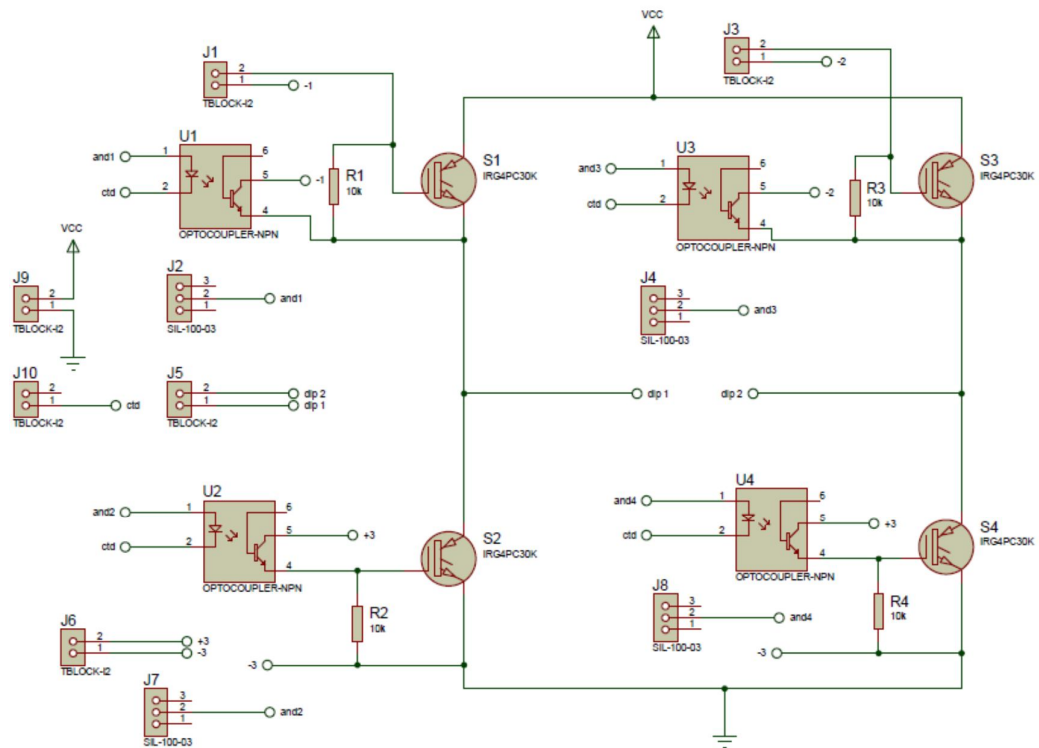 VCC
J1
2
1
-1
TBLOCK-I2
J3
2
1
-2
TBLOCK-I2
U1
and1
1
6
ctd
2
5
-1
4
OPTOCOUPLER-NPN
R1
10k
S1
IRG4PC30K
U3
and3
1
6
ctd
2
5
-2
4
OPTOCOUPLER-NPN
R3
10k
S3
IRG4PC30K
VCC
J9
2
1
TBLOCK-I2
J2
3
2
1
and1
SIL-100-03
J4
3
2
1
and3
SIL-100-03
J10
2
1
ctd
TBLOCK-I2
J5
2
1
dip 2
dip 1
TBLOCK-I2
dip 1
dip 2
U2
and2
1
6
ctd
2
5
+3
4
OPTOCOUPLER-NPN
R2
10k
S2
IRG4PC30K
U4
and4
1
6
ctd
2
5
+3
4
OPTOCOUPLER-NPN
R4
10k
S4
IRG4PC30K
J6
2
1
+3
-3
TBLOCK-I2
-3
J8
3
2
1
and4
SIL-100-03
-3
J7
3
2
1
and2
SIL-100-03